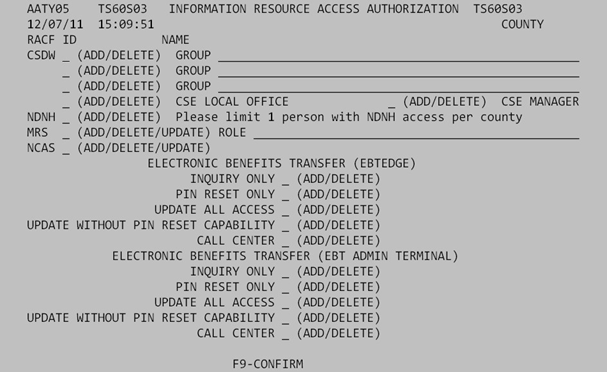 AATY05    TS60S03   INFORMATION RESOURCE ACCESS AUTHORIZATION  TS60S03
12/07/11  15:09:51                                                 COUNTY
RACF ID            NAME
CSDW _ (ADD/DELETE)  GROUP ____________________________________________________
     _ (ADD/DELETE)  GROUP ____________________________________________________
     _ (ADD/DELETE)  GROUP ____________________________________________________
     _ (ADD/DELETE)  CSE LOCAL OFFICE              _ (ADD/DELETE)  CSE MANAGER
NDNH _ (ADD/DELETE)  Please limit 1 person with NDNH access per county
MRS  _ (ADD/DELETE/UPDATE) ROLE _______________________________________________
NCAS _ (ADD/DELETE/UPDATE)
ELECTRONIC BENEFITS TRANSFER (EBTEDGE)
INQUIRY ONLY _ (ADD/DELETE)
PIN RESET ONLY _ (ADD/DELETE)
UPDATE ALL ACCESS _ (ADD/DELETE)
UPDATE WITHOUT PIN RESET CAPABILITY _ (ADD/DELETE)
CALL CENTER _ (ADD/DELETE)
ELECTRONIC BENEFITS TRANSFER (EBT ADMIN TERMINAL)
INQUIRY ONLY _ (ADD/DELETE)
PIN RESET ONLY _ (ADD/DELETE)
UPDATE ALL ACCESS _ (ADD/DELETE)
UPDATE WITHOUT PIN RESET CAPABILITY _ (ADD/DELETE)
CALL CENTER _ (ADD/DELETE)
F9-CONFIRM